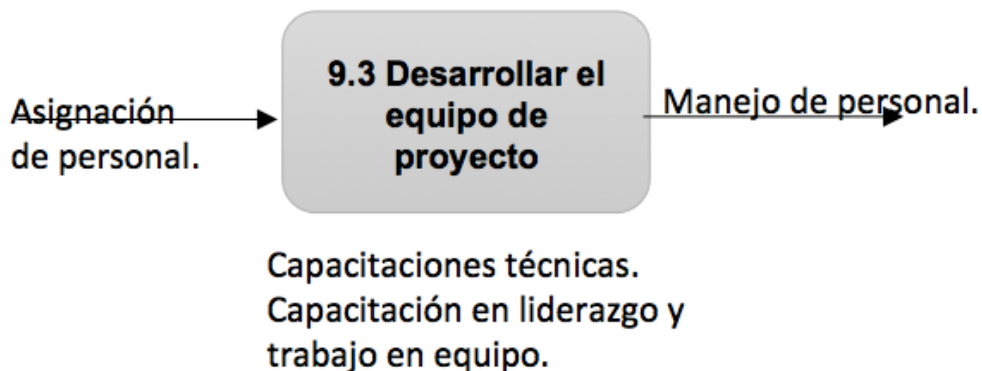 Asignación
de personal.
9.3 Desarrollar el
equipo de
proyecto
Manejo de personal.
Capacitaciones técnicas.
Capacitación en liderazgo y
trabajo en equipo.